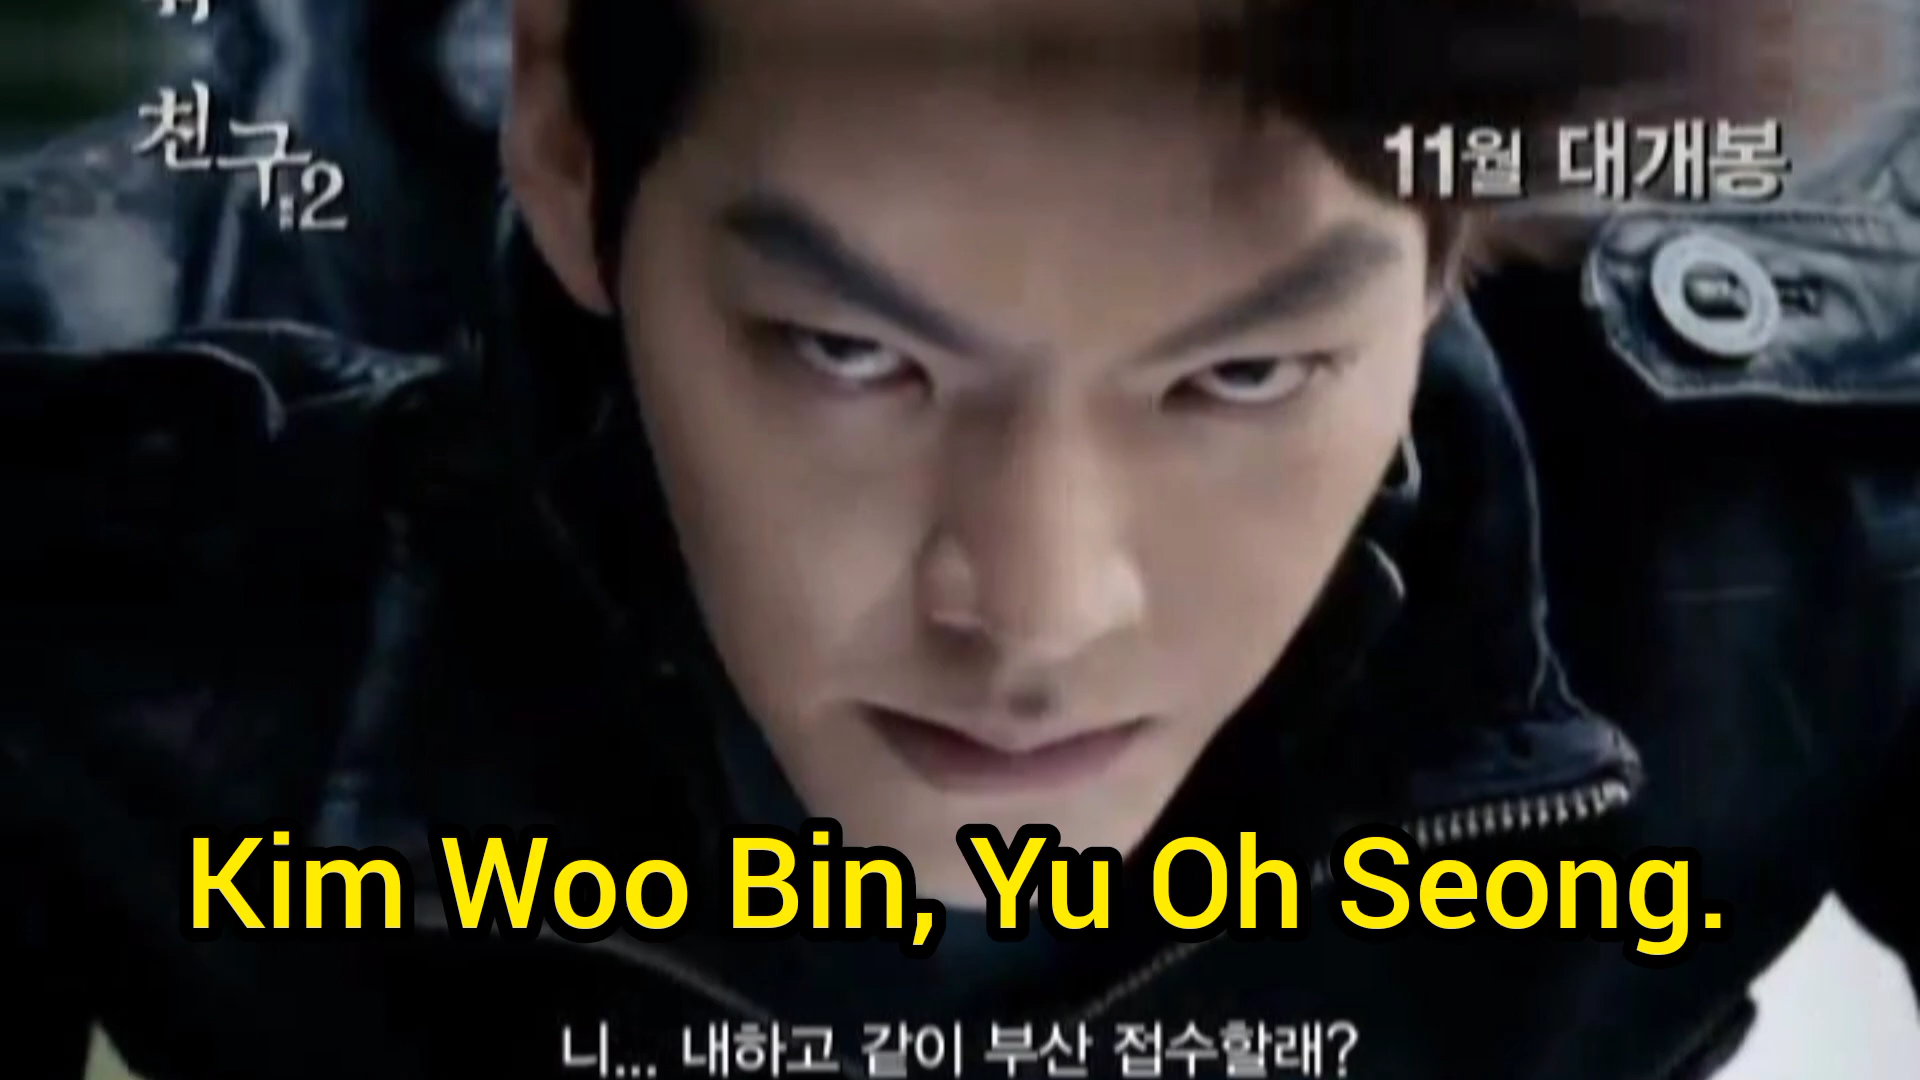 친구2
11월 대개봉
Kim Woo Bin, Yu Oh Seong.
니... 내하고 같이 부산 접수할래?